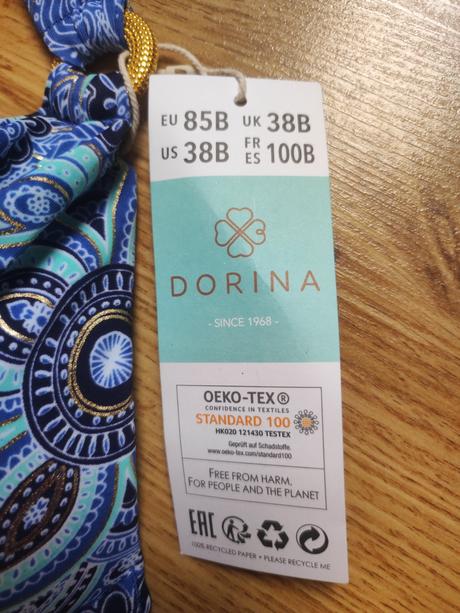 EU 85B UK 38B
US 38B FR ES 100B
DORINA
- SINCE 1968 -
OEKO-TEX®
CONFIDENCE IN TEXTILES
STANDARD 100
HK020 121430 TESTEX
Geprüft auf Schadstoffe.
www.oeko-tex.com/standard100
FREE FROM HARM,
FOR PEOPLE AND THE PLANET
EAC
100% RECYCLED PAPER • PLEASE RECYCLE ME